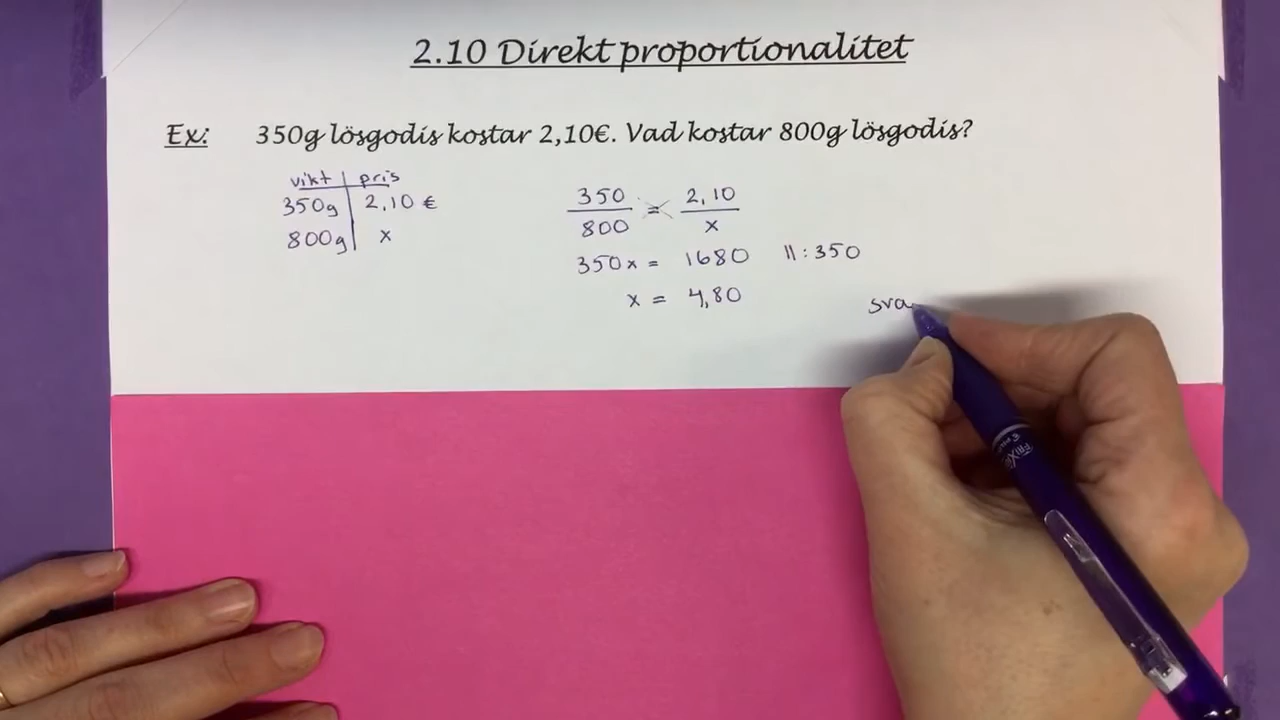 2.10 Direkt proportionalitet
Ex: 350g lösgodis kostar 2,10€. Vad kostar 800g lösgodis?
vikt | pris
350g | 2,10 €
800g | x
350/800 = 2,10/x
350x = 1680 || : 350
x = 4,80
sva
FRIXION